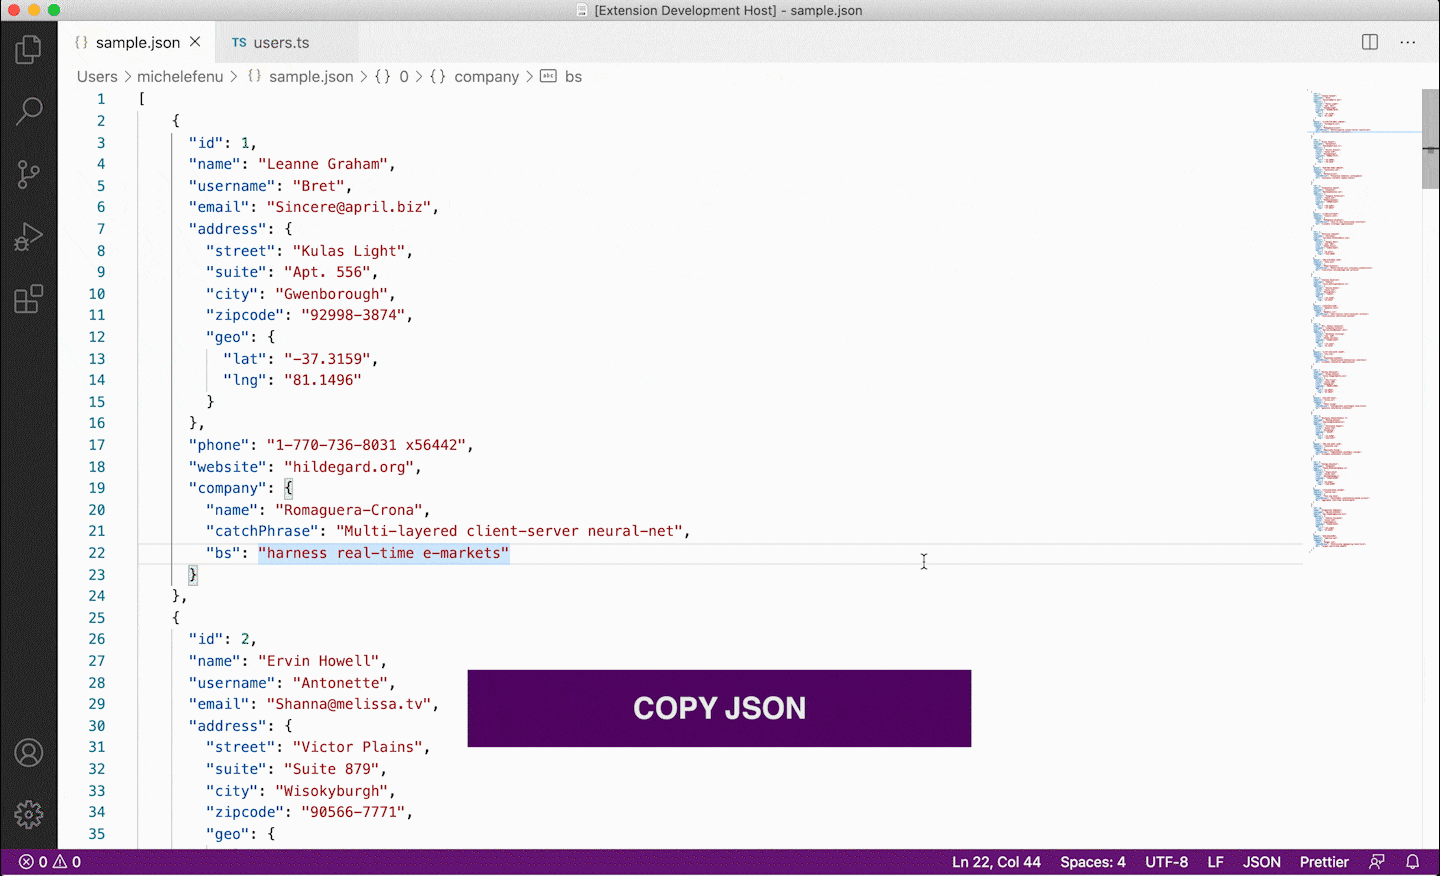 [Extension Development Host] - sample.json
{} sample.json × TS users.ts ···
Users > michelefenu > {} sample.json > {} 0 > {} company > abc bs
1 [
2 {
3 "id": 1,
4 "name": "Leanne Graham",
5 "username": "Bret",
6 "email": "Sincere@april.biz",
7 "address": {
8 "street": "Kulas Light",
9 "suite": "Apt. 556",
10 "city": "Gwenborough",
11 "zipcode": "92998-3874",
12 "geo": {
13 "lat": "-37.3159",
14 "lng": "81.1496"
15 }
16 },
17 "phone": "1-770-736-8031 x56442",
18 "website": "hildegard.org",
19 "company": {
20 "name": "Romaguera-Crona",
21 "catchPhrase": "Multi-layered client-server neural-net",
22 "bs": "harness real-time e-markets"
23 }
24 },
25 {
26 "id": 2,
27 "name": "Ervin Howell",
28 "username": "Antonette",
29 "email": "Shanna@melissa.tv",
30 "address": {
31 "street": "Victor Plains",
32 "suite": "Suite 879",
33 "city": "Wisokyburgh",
34 "zipcode": "90566-7771",
35 "geo": {
COPY JSON
0 0 Ln 22, Col 44 Spaces: 4 UTF-8 LF JSON Prettier